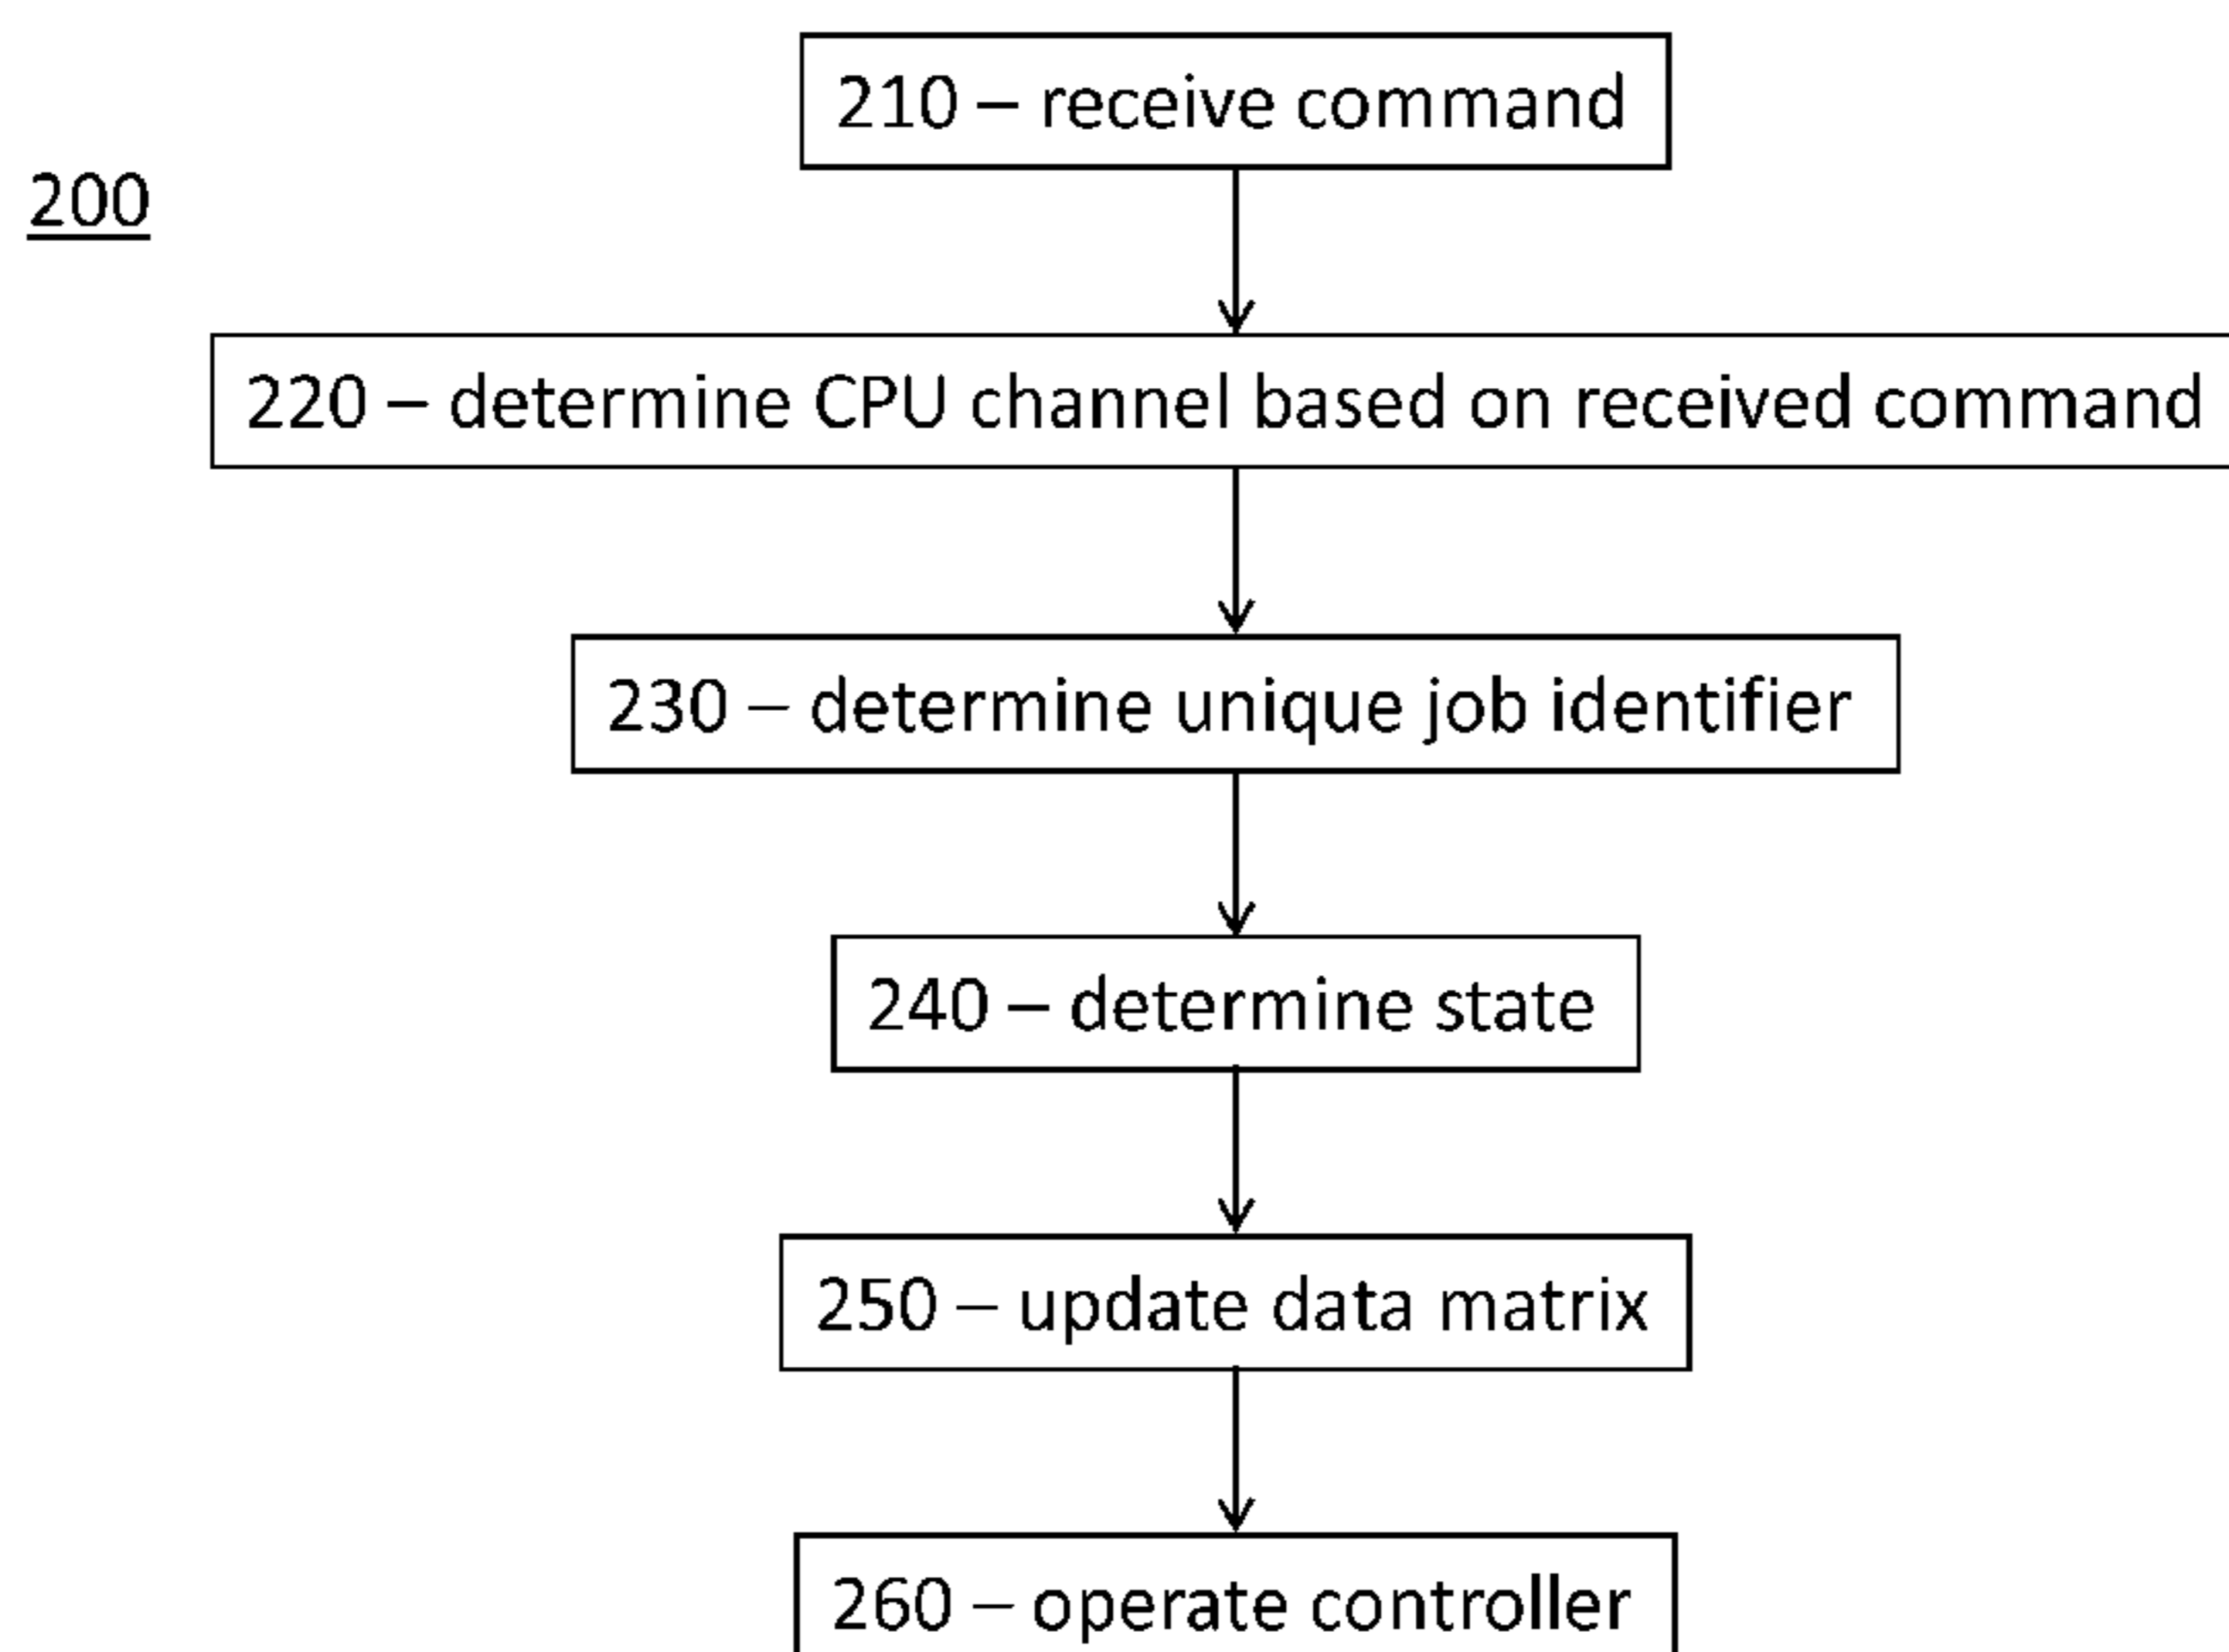 210 – receive command
200
220 – determine CPU channel based on received command
230 – determine unique job identifier
240 – determine state
250 – update data matrix
260 – operate controller